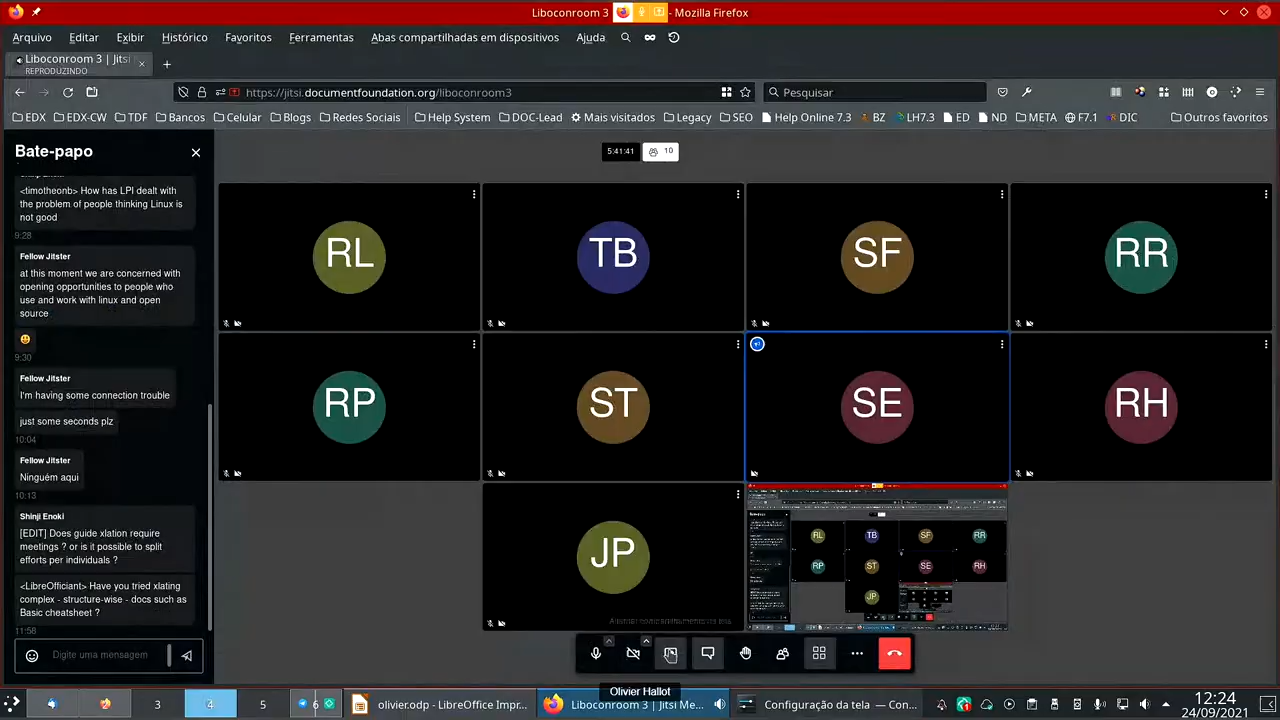 Liboconroom 3 - Mozilla Firefox
Arquivo Editar Exibir Histórico Favoritos Ferramentas Abas compartilhadas em dispositivos Ajuda
Liboconroom 3 | Jitsi
REPRODUZINDO
https://jitsi.documentfoundation.org/liboconroom3
Pesquisar
EDX EDX-CW TDF Bancos Celular Blogs Redes Sociais Help System DOC-Lead Mais visitados Legacy SEO Help Online 7.3 BZ LH7.3 ED ND META F7.1 DIC Outros favoritos
Bate-papo
5:41:41 10
<timotheonb> How has LPI dealt with
the problem of people thinking Linux is
not good
9:28
Fellow Jitster
at this moment we are concerned with
opening opportunities to people who
use and work with linux and open
source
9:30
Fellow Jitster
I'm having some connection trouble
just some seconds plz
10:04
Fellow Jitster
Ninguém aqui
10:13
Shinji Enoki
[EDIT] Does guide xlation require
meetings ? or is it possible to split
efforts per individuals ?
<LibreOfficiant> Have you tried xlating
complex - structure-wise - docs such as
Basic cheatsheet ?
11:58
Digite uma mensagem
RL
TB
SF
RR
RP
ST
SE
RH
JP
RL TB SF RR
RP ST SE RH
JP
Olivier Hallot
3 4 5 6
olivier.odp - LibreOffice Impr...
Liboconroom 3 | Jitsi Me...
Configuração da tela — Con...
12:24
24/09/2021